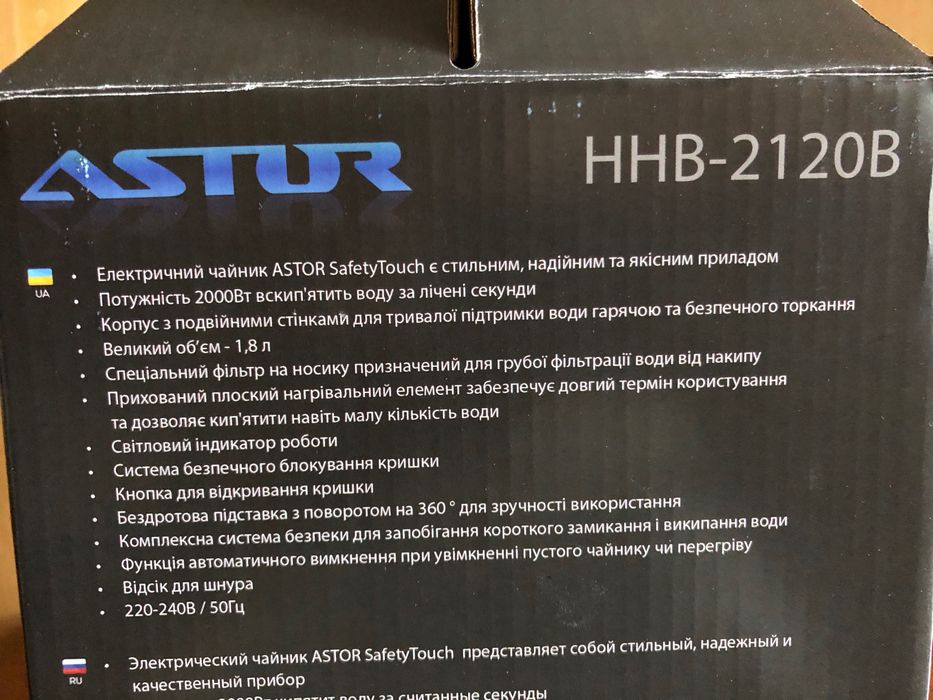 ASTOR
HHB-2120B
UA
• Електричний чайник ASTOR SafetyTouch є стильним, надійним та якісним приладом
• Потужність 2000Вт вскип'ятить воду за лічені секунди
• Корпус з подвійними стінками для тривалої підтримки води гарячою та безпечного торкання
• Великий об’єм - 1,8 л
• Спеціальний фільтр на носику призначений для грубої фільтрації води від накипу
• Прихований плоский нагрівальний елемент забезпечує довгий термін користування
та дозволяє кип'ятити навіть малу кількість води
• Світловий індикатор роботи
• Система безпечного блокування кришки
• Кнопка для відкривання кришки
• Бездротова підставка з поворотом на 360 ° для зручності використання
• Комплексна система безпеки для запобігання короткого замикання і википання води
• Функція автоматичного вимкнення при увімкненні пустого чайнику чи перегріву
• Відсік для шнура
• 220-240В / 50Гц
RU
• Электрический чайник ASTOR SafetyTouch представляет собой стильный, надежный и
качественный прибор
2000Вт кипятит воду за считанные секунды